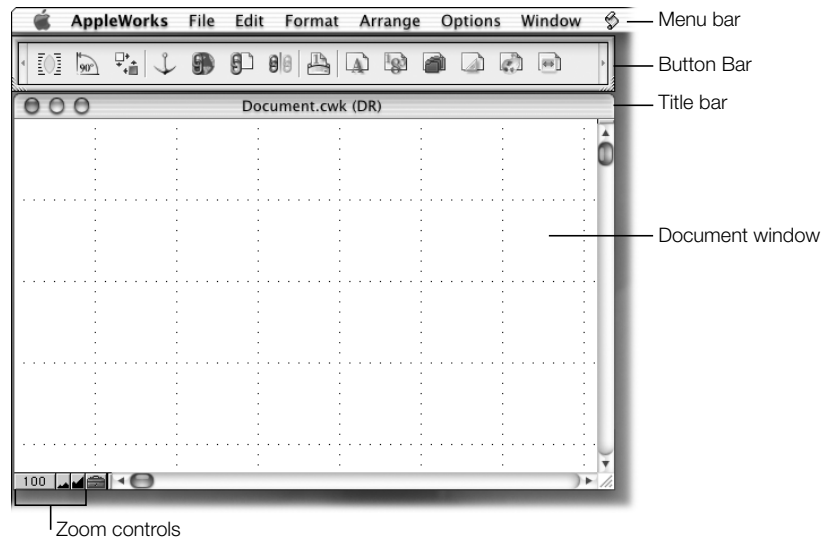 AppleWorks File Edit Format Arrange Options Window
Menu bar
90°
Button Bar
Document.cwk (DR)
Title bar
Document window
100
Zoom controls